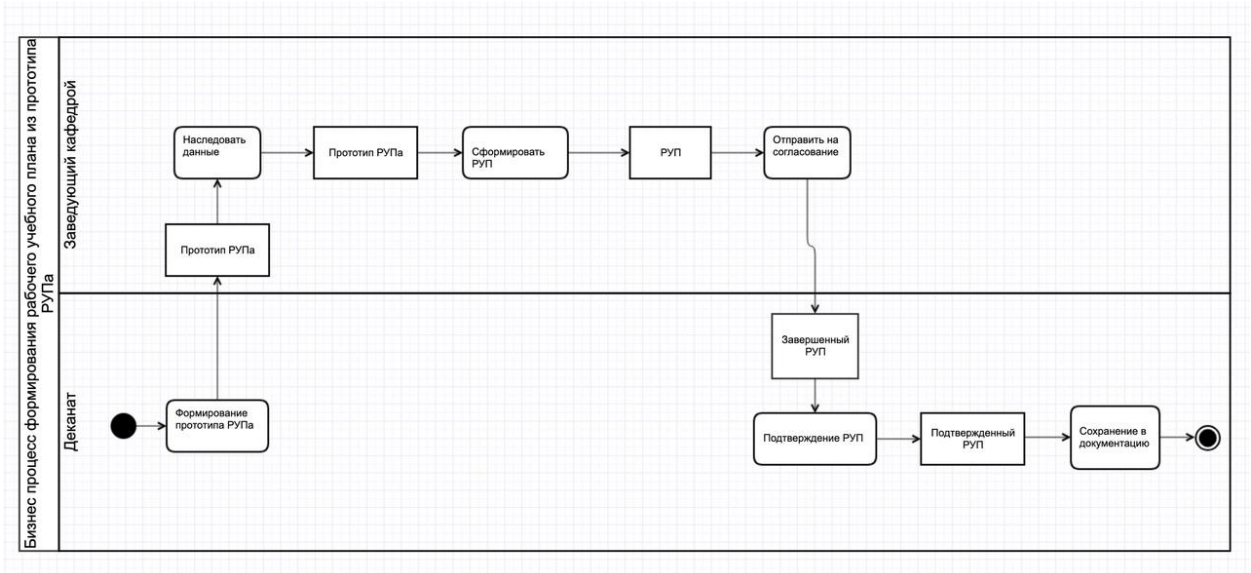 Бизнес процесс формирования рабочего учебного плана из прототипа
РУПа
Заведующий кафедрой
Наследовать
данные
Прототип РУПа
Сформировать
РУП
РУП
Отправить на
согласование
Прототип РУПа
Деканат
Формирование
прототипа РУПа
Завершенный
РУП
Подтверждение РУП
Подтвержденный
РУП
Сохранение в
документацию